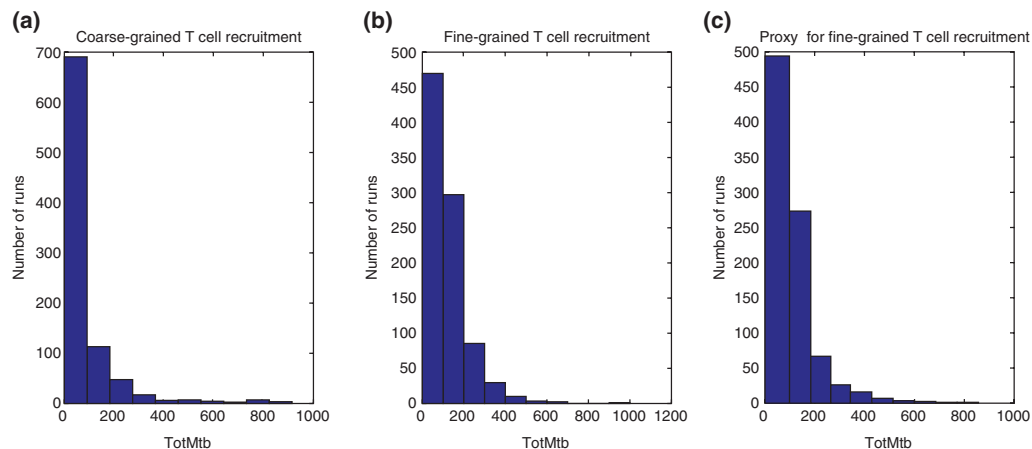 (a)
Coarse-grained T cell recruitment
700
600
500
400
300
200
100
0
Number of runs
0 200 400 600 800 1000
TotMtb
(b)
Fine-grained T cell recruitment
500
450
400
350
300
250
200
150
100
50
0
Number of runs
0 200 400 600 800 1000 1200
TotMtb
(c)
Proxy for fine-grained T cell recruitment
500
450
400
350
300
250
200
150
100
50
0
Number of runs
0 200 400 600 800 1000
TotMtb